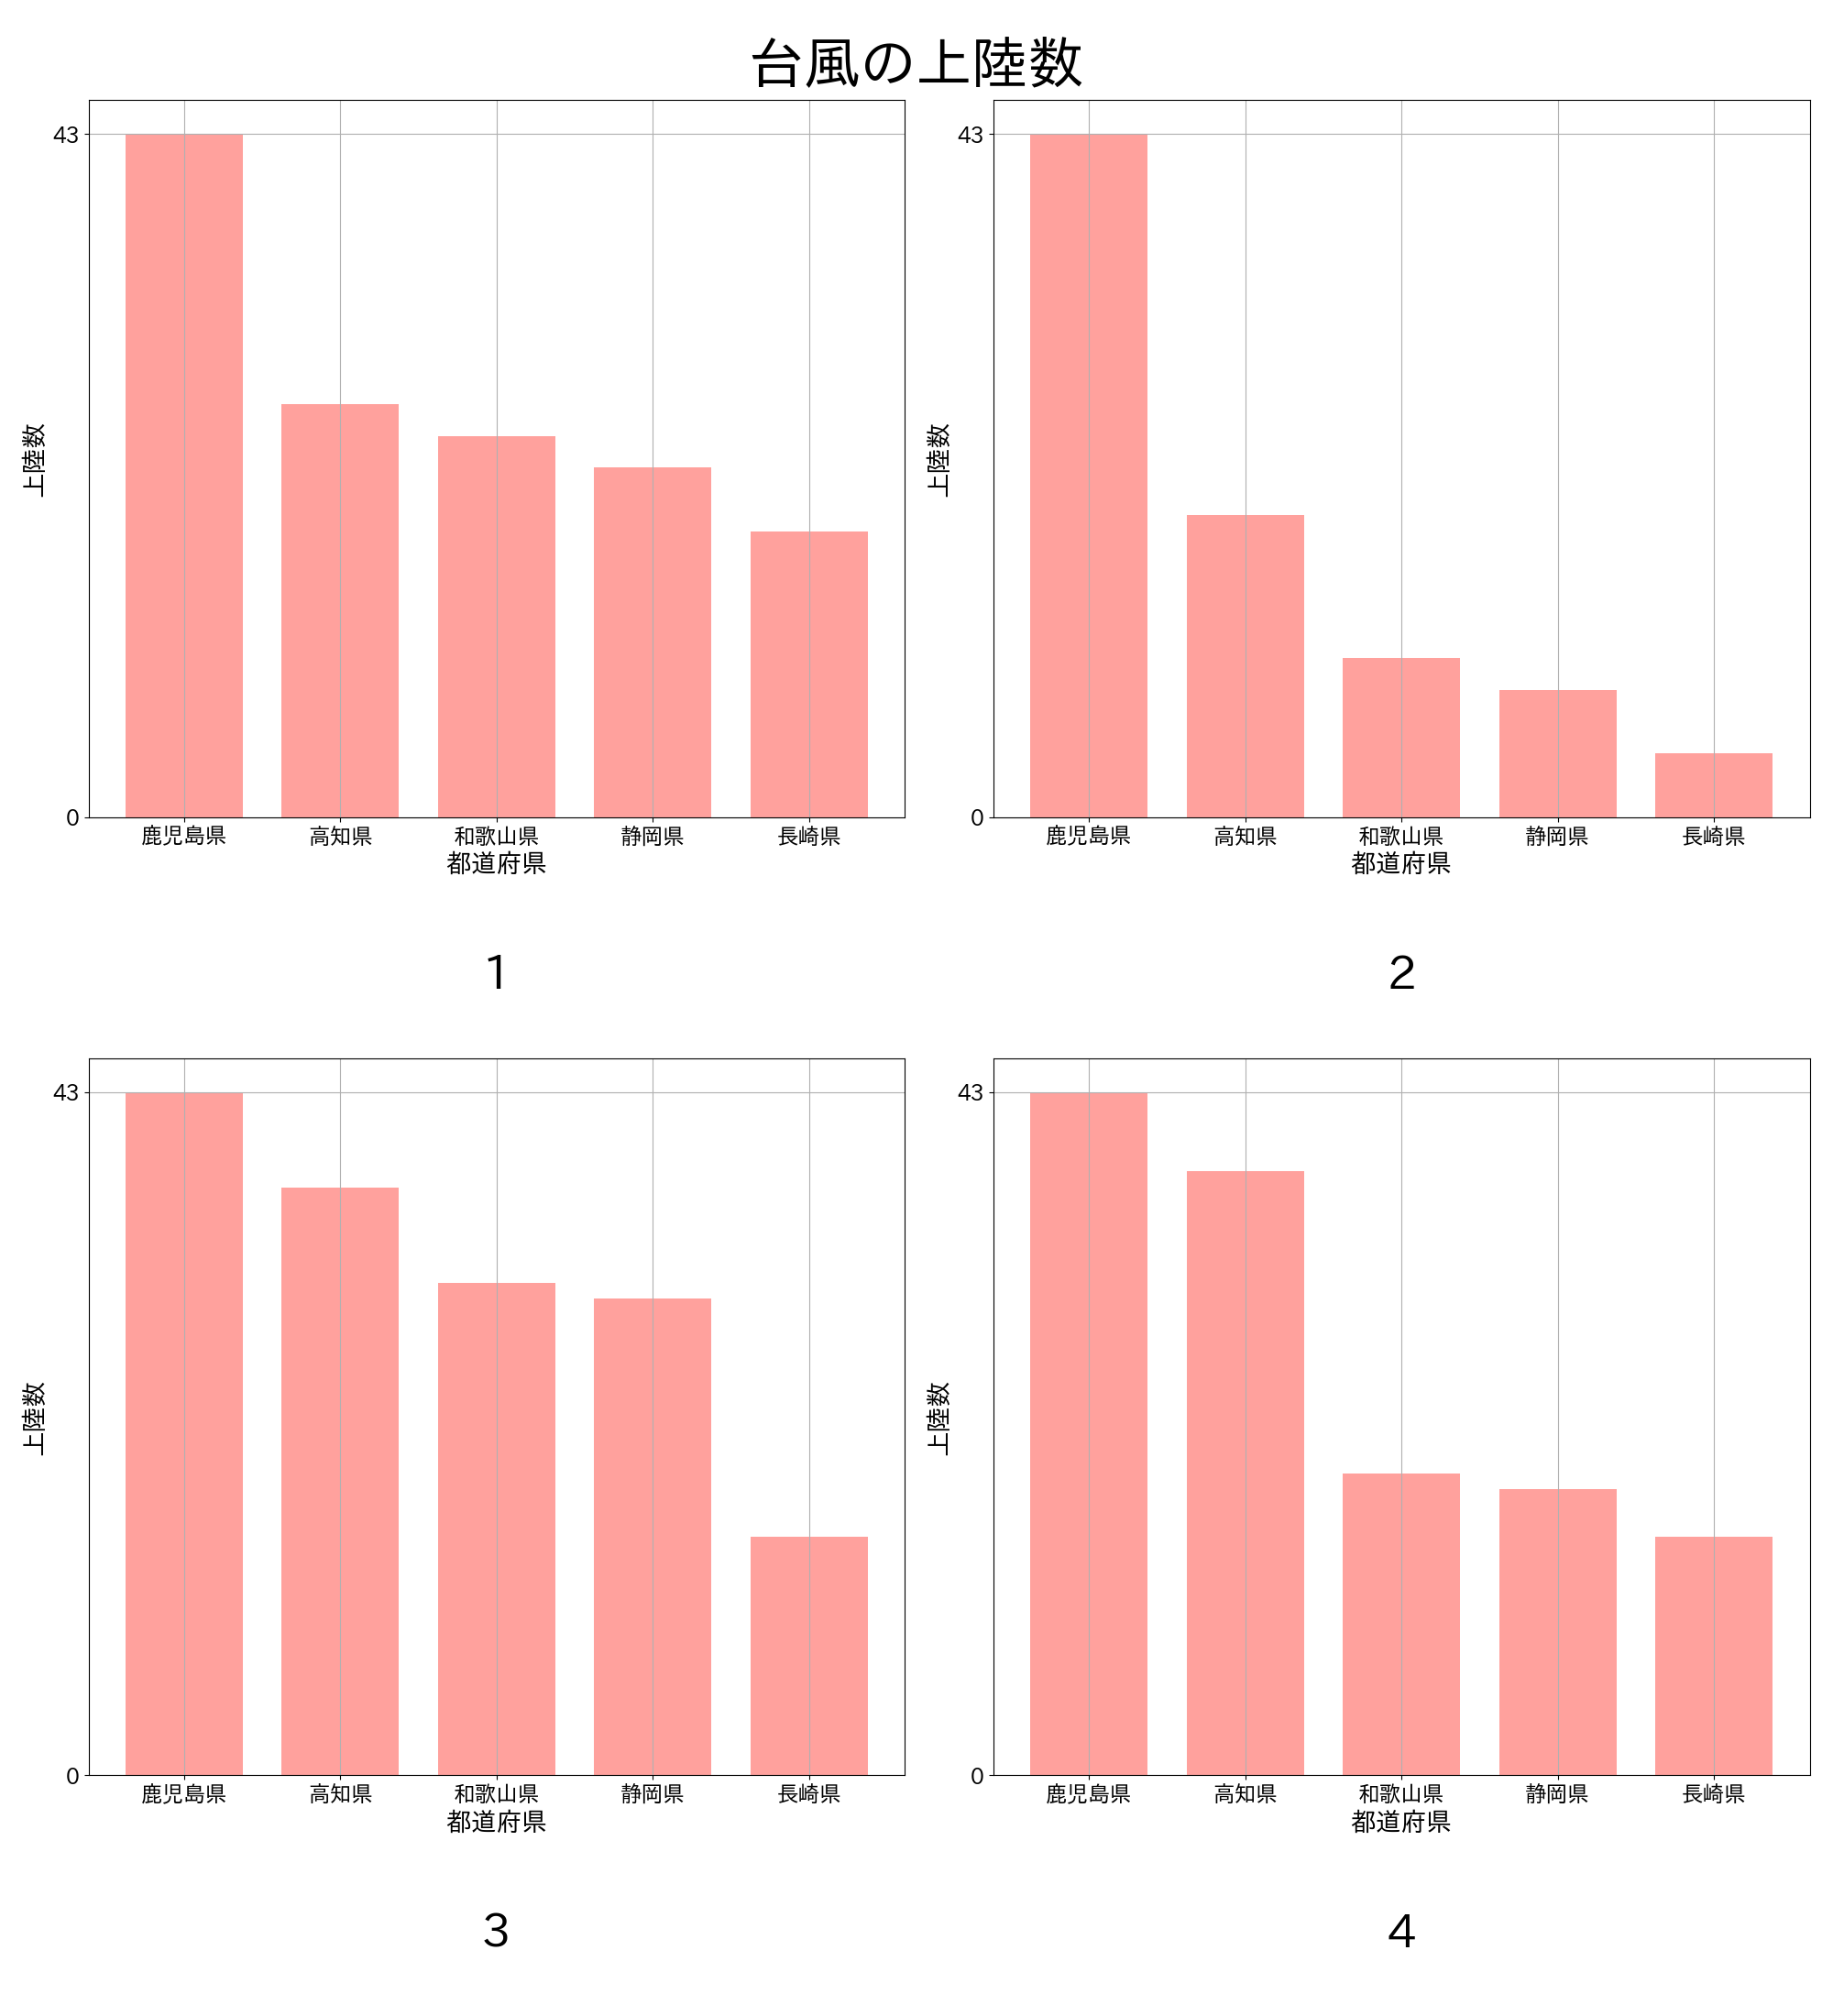 台風の上陸数
43
0
上陸数
鹿児島県 高知県 和歌山県 静岡県 長崎県
都道府県
1
43
0
上陸数
鹿児島県 高知県 和歌山県 静岡県 長崎県
都道府県
2
43
0
上陸数
鹿児島県 高知県 和歌山県 静岡県 長崎県
都道府県
3
43
0
上陸数
鹿児島県 高知県 和歌山県 静岡県 長崎県
都道府県
4